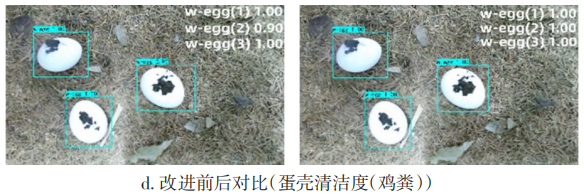 w-egg(1) 1.00
w-egg(2) 0.90
w-egg(3) 1.00
w-egg(1) 1.00
w-egg(2) 1.00
w-egg(3) 1.00
d. 改进前后对比(蛋壳清洁度(鸡粪))